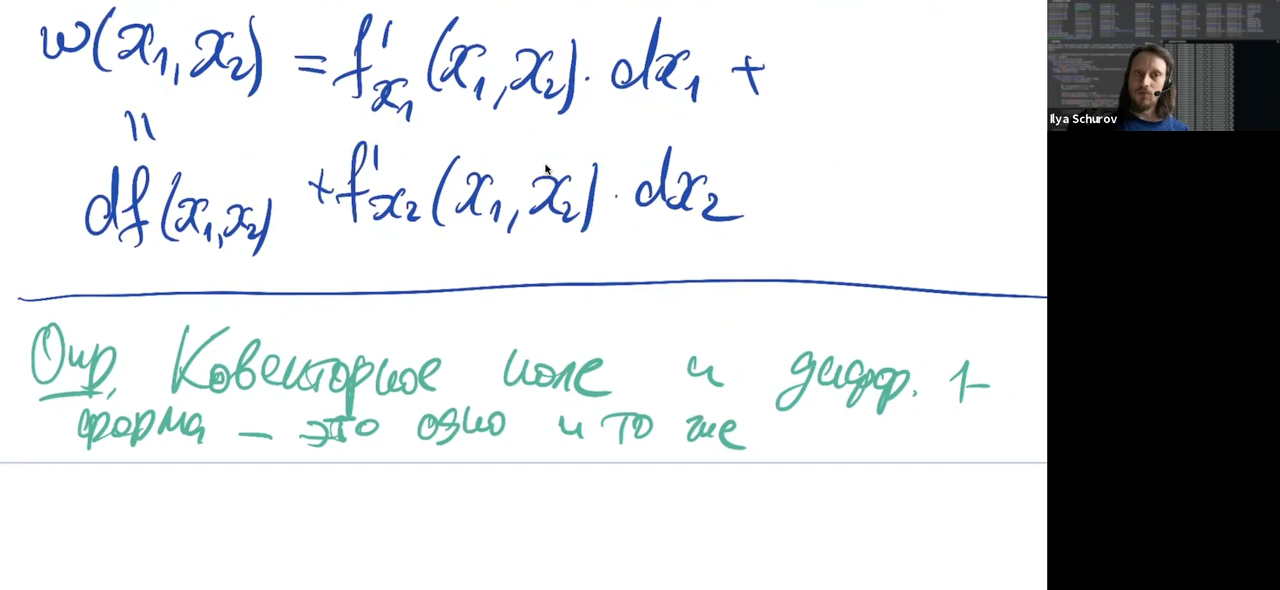 w(x₁,x₂) = f'ₓ₁(x₁,x₂)·dx₁ +
=
df(x₁,x₂) +f'ₓ₂(x₁,x₂)·dx₂
Опр. Ковекторное поле и дифф. 1-
форма — это одно и то же
Ilya Schurov